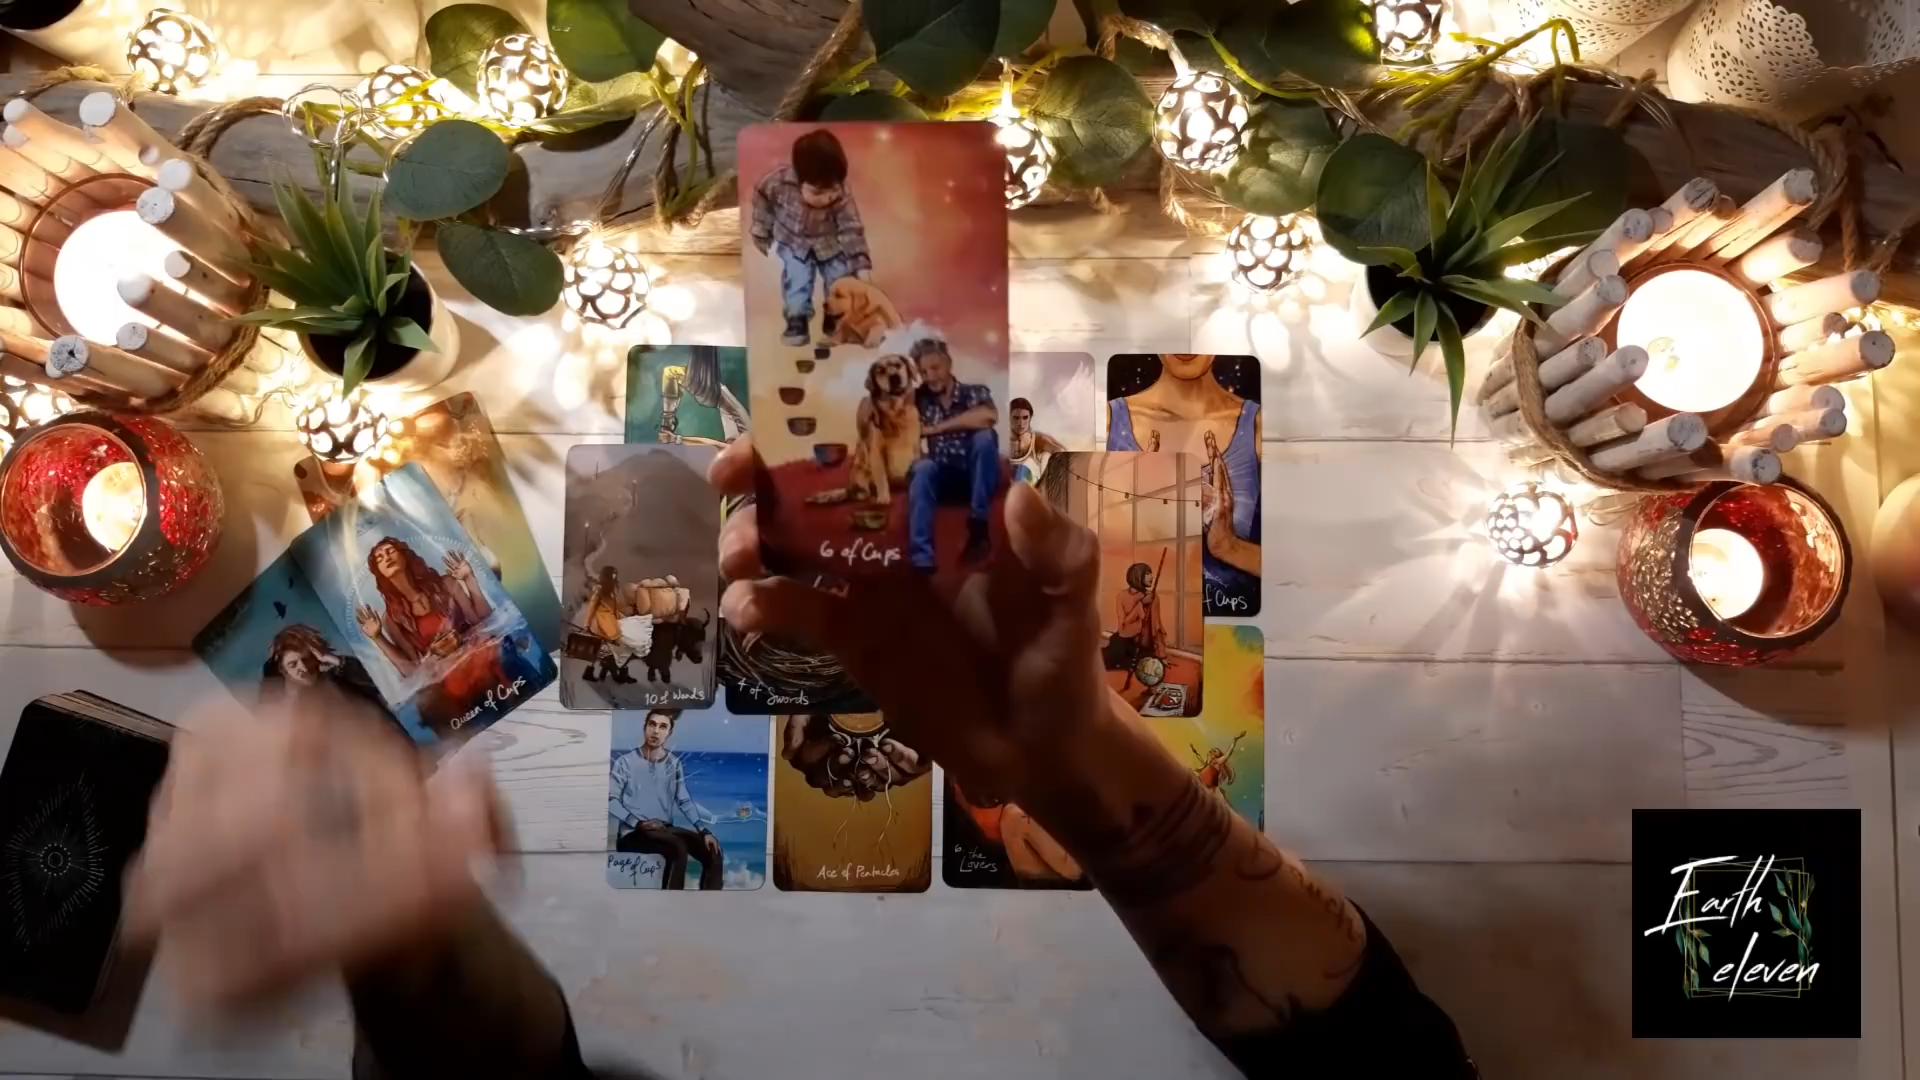 6 of Cups
Queen of Cups
10 of Wands
4 of Swords
f Cups
Page of Cups
Ace of Pentacles
6. the
Lovers
Earth
eleven